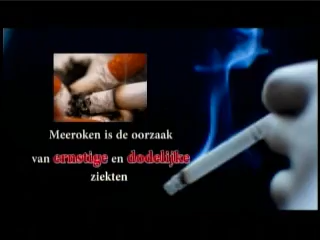 Meeroken is de oorzaak
van ernstige en dodelijke
ziekten